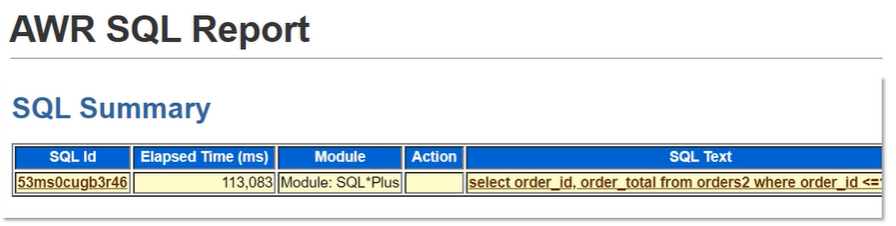 AWR SQL Report
SQL Summary
SQL Id Elapsed Time (ms) Module Action SQL Text
53ms0cugb3r46 113,083 Module: SQL*Plus select order_id, order_total from orders2 where order_id <=